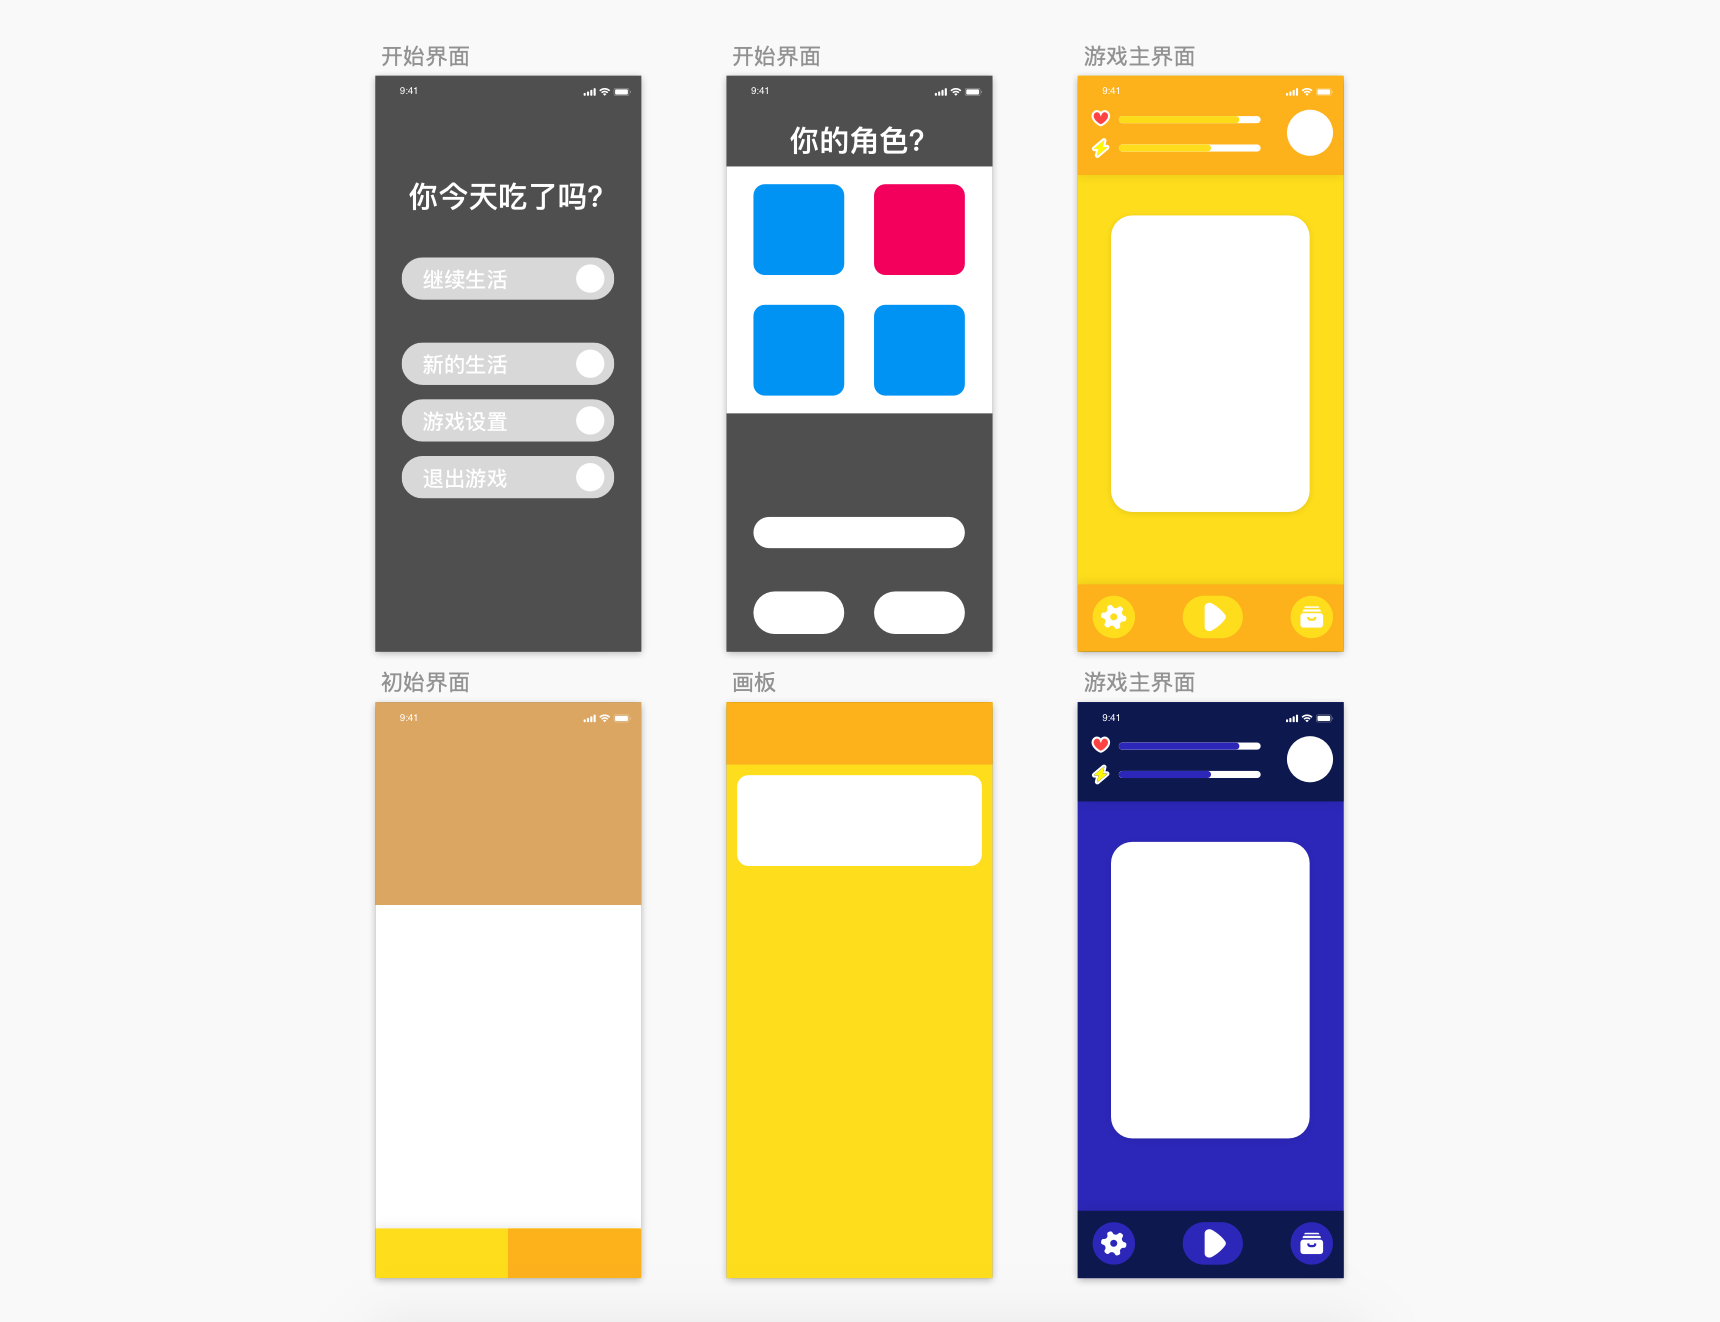 开始界面
9:41
你今天吃了吗?
继续生活
新的生活
游戏设置
退出游戏
开始界面
9:41
你的角色?
游戏主界面
9:41
初始界面
9:41
画板
游戏主界面
9:41